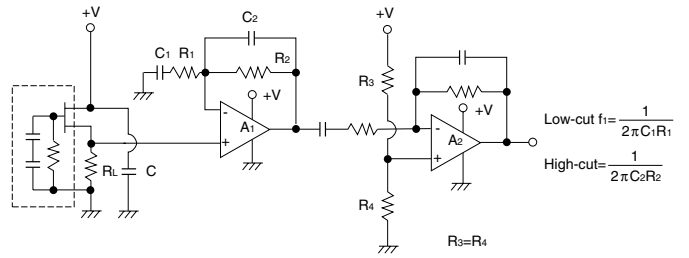 +V
+V
C₂
C₁ R₁
R₂
R₃
+V
+V
-
A₁
+
-
A₂
+
Low-cut f₁= 1 / 2πC₁R₁
High-cut= 1 / 2πC₂R₂
R_L
C
R₄
R₃=R₄